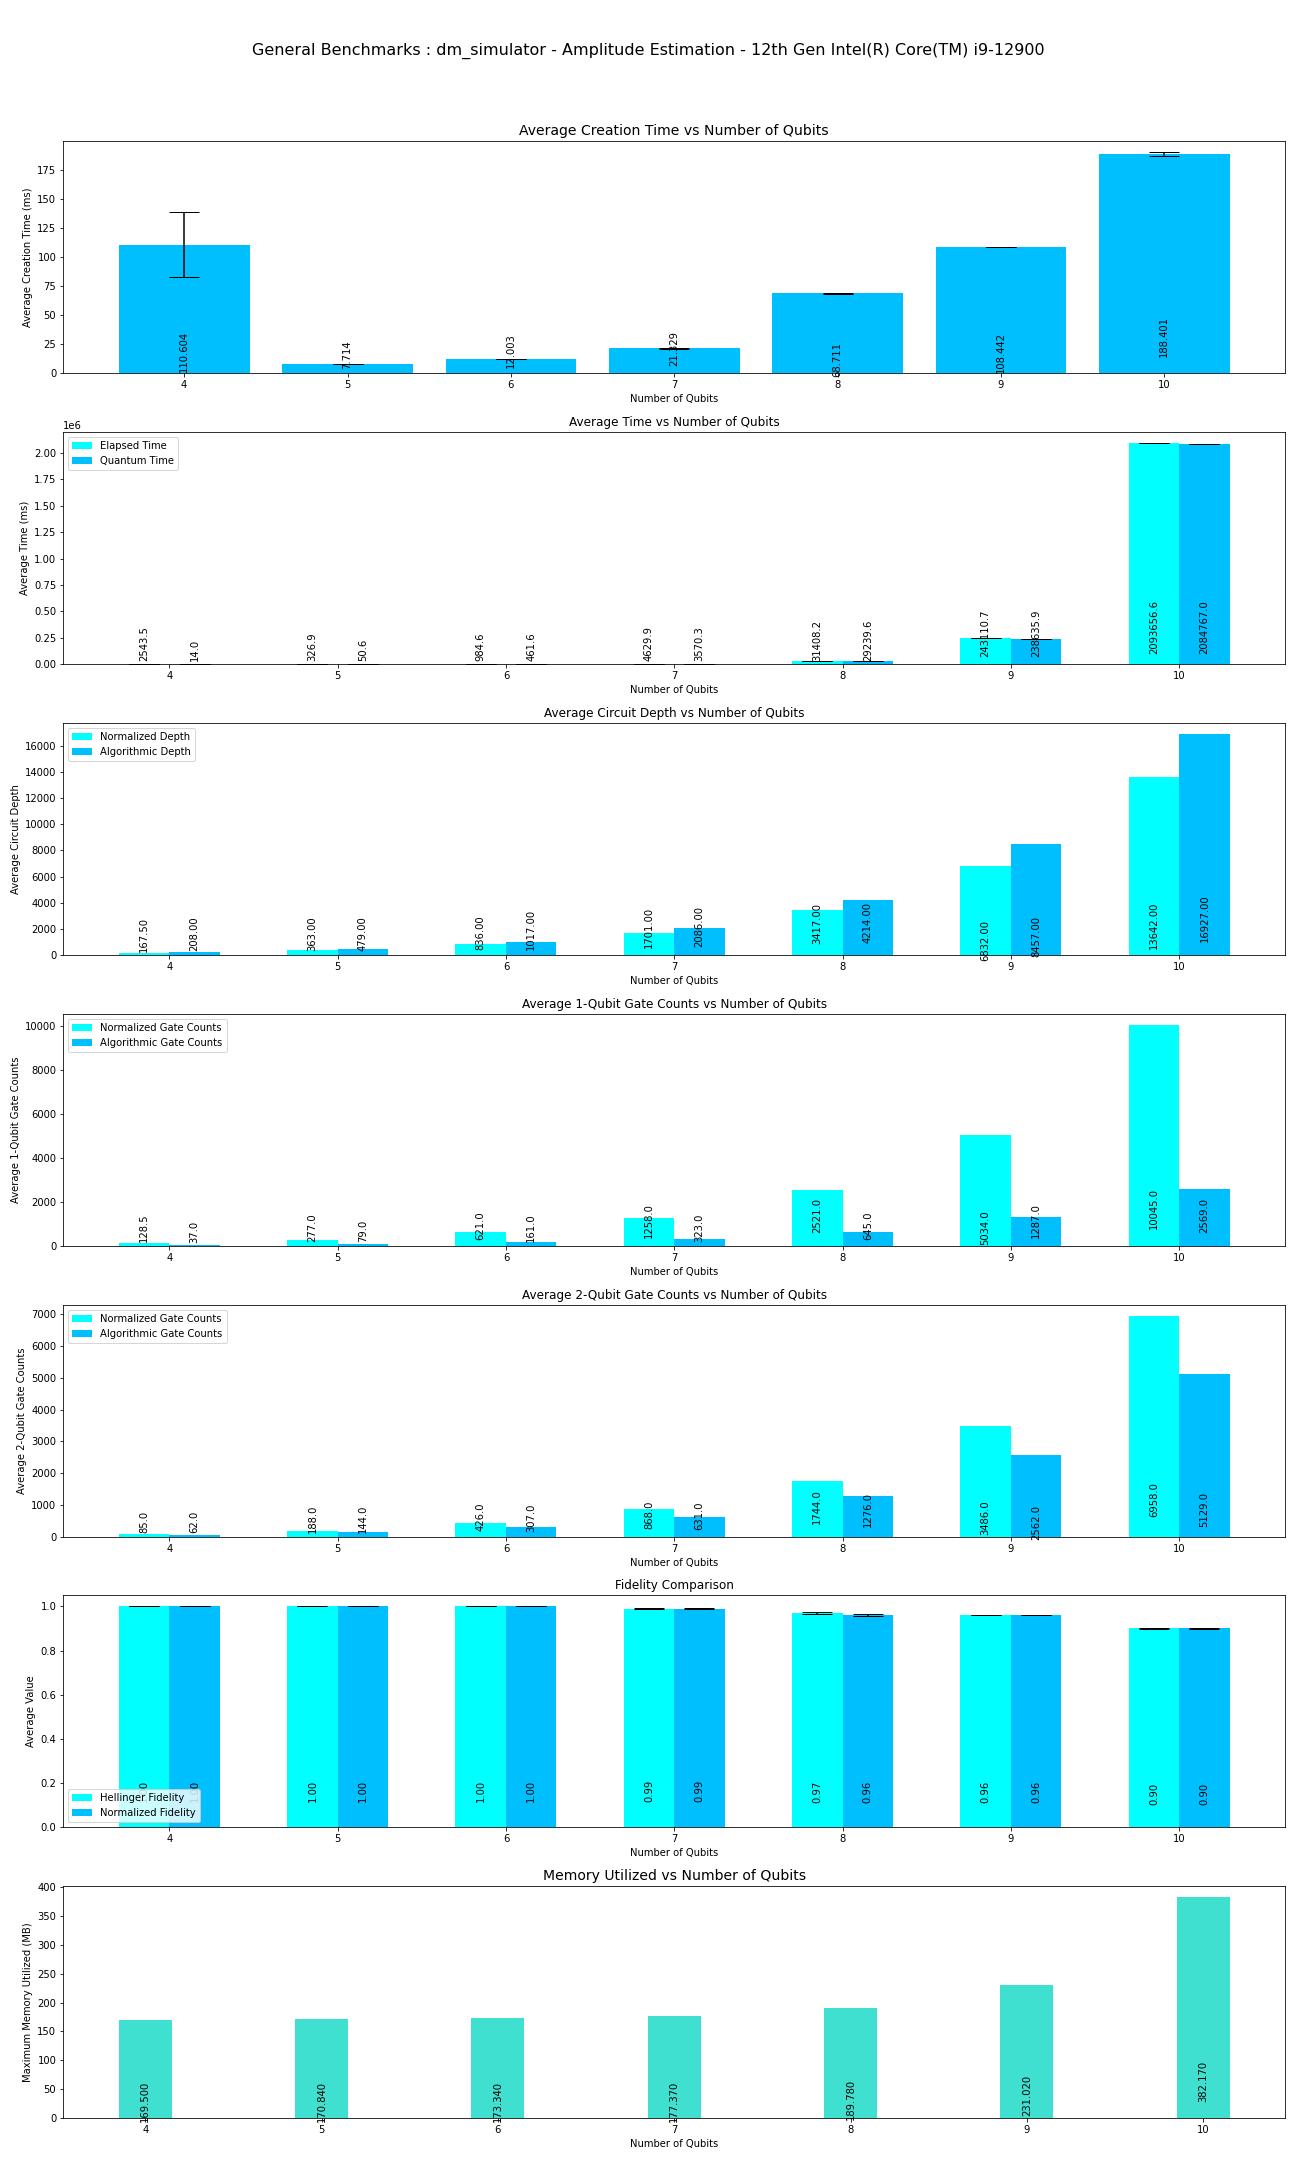 General Benchmarks : dm_simulator - Amplitude Estimation - 12th Gen Intel(R) Core(TM) i9-12900
Average Creation Time vs Number of Qubits
Average Creation Time (ms)
175
150
125
100
75
50
25
0
110.604
7.714
12.003
21.329
68.711
108.442
188.401
4 5 6 7 8 9 10
Number of Qubits
Average Time vs Number of Qubits
1e6
Elapsed Time
Quantum Time
Average Time (ms)
2.00
1.75
1.50
1.25
1.00
0.75
0.50
0.25
0.00
2543.5 14.0
326.9 50.6
984.6 461.6
4629.9 3570.3
31408.2 29239.6
243110.7 238635.9
2093656.6 2084767.0
4 5 6 7 8 9 10
Number of Qubits
Average Circuit Depth vs Number of Qubits
Normalized Depth
Algorithmic Depth
Average Circuit Depth
16000
14000
12000
10000
8000
6000
4000
2000
0
167.50 208.00
363.00 479.00
836.00 1017.00
1701.00 2086.00
3417.00 4214.00
6832.00 8457.00
13642.00 16927.00
4 5 6 7 8 9 10
Number of Qubits
Average 1-Qubit Gate Counts vs Number of Qubits
Normalized Gate Counts
Algorithmic Gate Counts
Average 1-Qubit Gate Counts
10000
8000
6000
4000
2000
0
128.5 37.0
277.0 79.0
621.0 161.0
1258.0 323.0
2521.0 645.0
5034.0 1287.0
10045.0 2569.0
4 5 6 7 8 9 10
Number of Qubits
Average 2-Qubit Gate Counts vs Number of Qubits
Normalized Gate Counts
Algorithmic Gate Counts
Average 2-Qubit Gate Counts
7000
6000
5000
4000
3000
2000
1000
0
85.0 62.0
188.0 144.0
426.0 307.0
868.0 631.0
1744.0 1276.0
3486.0 2562.0
6958.0 5129.0
4 5 6 7 8 9 10
Number of Qubits
Fidelity Comparison
Average Value
1.0
0.8
0.6
0.4
0.2
0.0
Hellinger Fidelity
Normalized Fidelity
1.00 1.00
1.00 1.00
0.99 0.99
0.97 0.96
0.96 0.96
0.90 0.90
4 5 6 7 8 9 10
Number of Qubits
Memory Utilized vs Number of Qubits
Maximum Memory Utilized (MB)
400
350
300
250
200
150
100
50
0
169.500
170.840
173.340
177.370
189.780
231.020
382.170
4 5 6 7 8 9 10
Number of Qubits